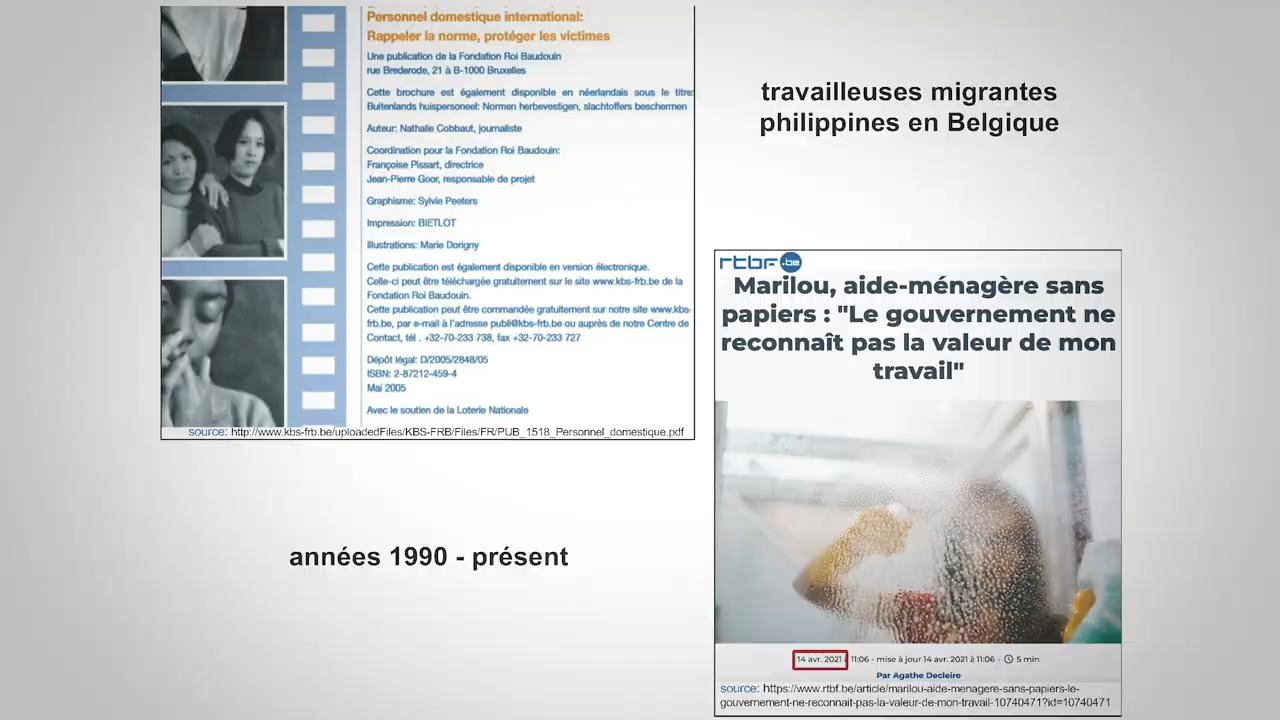 Personnel domestique international:
Rappeler la norme, protéger les victimes
Une publication de la Fondation Roi Baudouin
rue Brederode, 21 à B-1000 Bruxelles
Cette brochure est également disponible en néerlandais sous le titre:
Buitenlands huispersoneel: Normen herbevestigen, slachtoffers beschermen
Auteur: Nathalie Cobbaut, journaliste
Coordination pour la Fondation Roi Baudouin:
Françoise Pissart, directrice
Jean-Pierre Goor, responsable de projet
Graphisme: Sylvie Peeters
Impression: BIETLOT
Illustrations: Marie Dorigny
Cette publication est également disponible en version électronique.
Celle-ci peut être téléchargée gratuitement sur le site www.kbs-frb.be de la
Fondation Roi Baudouin.
Cette publication peut être commandée gratuitement sur notre site www.kbs-
frb.be, par e-mail à l'adresse publi@kbs-frb.be ou auprès de notre Centre de
Contact, tél . +32-70-233 738, fax +32-70-233 727
Dépôt légal: D/2005/2848/05
ISBN: 2-87212-459-4
Mai 2005
Avec le soutien de la Loterie Nationale
source: http://www.kbs-frb.be/uploadedFiles/KBS-FRB/Files/FR/PUB_1518_Personnel_domestique.pdf
travailleuses migrantes
philippines en Belgique
rtbf.be
Marilou, aide-ménagère sans
papiers : "Le gouvernement ne
reconnaît pas la valeur de mon
travail"
14 avr. 2021 à 11:06 - mise à jour 14 avr. 2021 à 11:06 - 5 min
Par Agathe Decleire
source: https://www.rtbf.be/article/marilou-aide-menagere-sans-papiers-le-
gouvernement-ne-reconnait-pas-la-valeur-de-mon-travail-10740471?id=10740471
années 1990 - présent